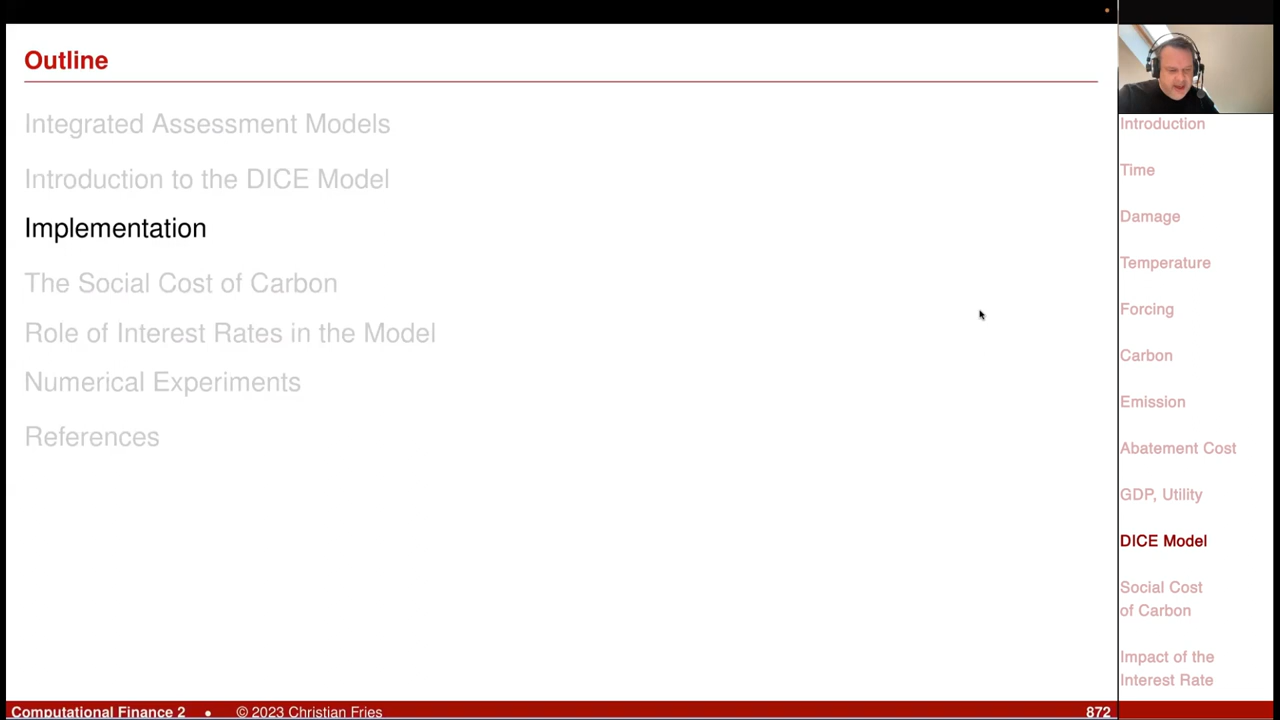 Outline
Integrated Assessment Models
Introduction to the DICE Model
Implementation
The Social Cost of Carbon
Role of Interest Rates in the Model
Numerical Experiments
References
Introduction
Time
Damage
Temperature
Forcing
Carbon
Emission
Abatement Cost
GDP, Utility
DICE Model
Social Cost
of Carbon
Impact of the
Interest Rate
Computational Finance 2 • © 2023 Christian Fries 872